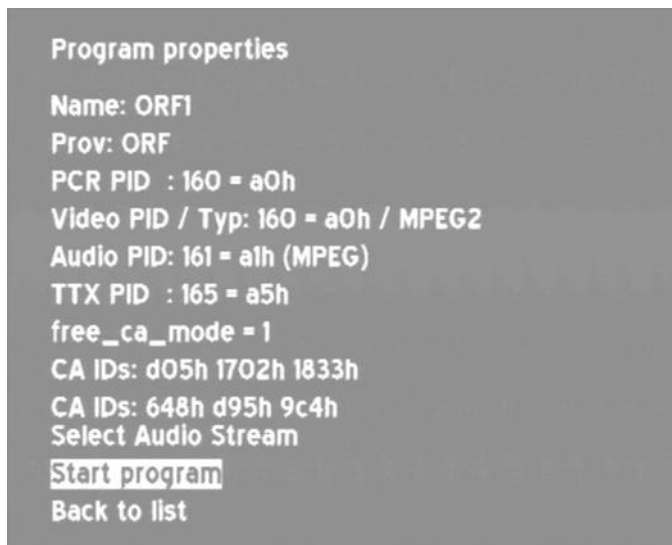 Program properties
Name: ORF1
Prov: ORF
PCR PID : 160 = a0h
Video PID / Typ: 160 = a0h / MPEG2
Audio PID: 161 = a1h (MPEG)
TTX PID : 165 = a5h
free_ca_mode = 1
CA IDs: d05h 1702h 1833h
CA IDs: 648h d95h 9c4h
Select Audio Stream
Start program
Back to list